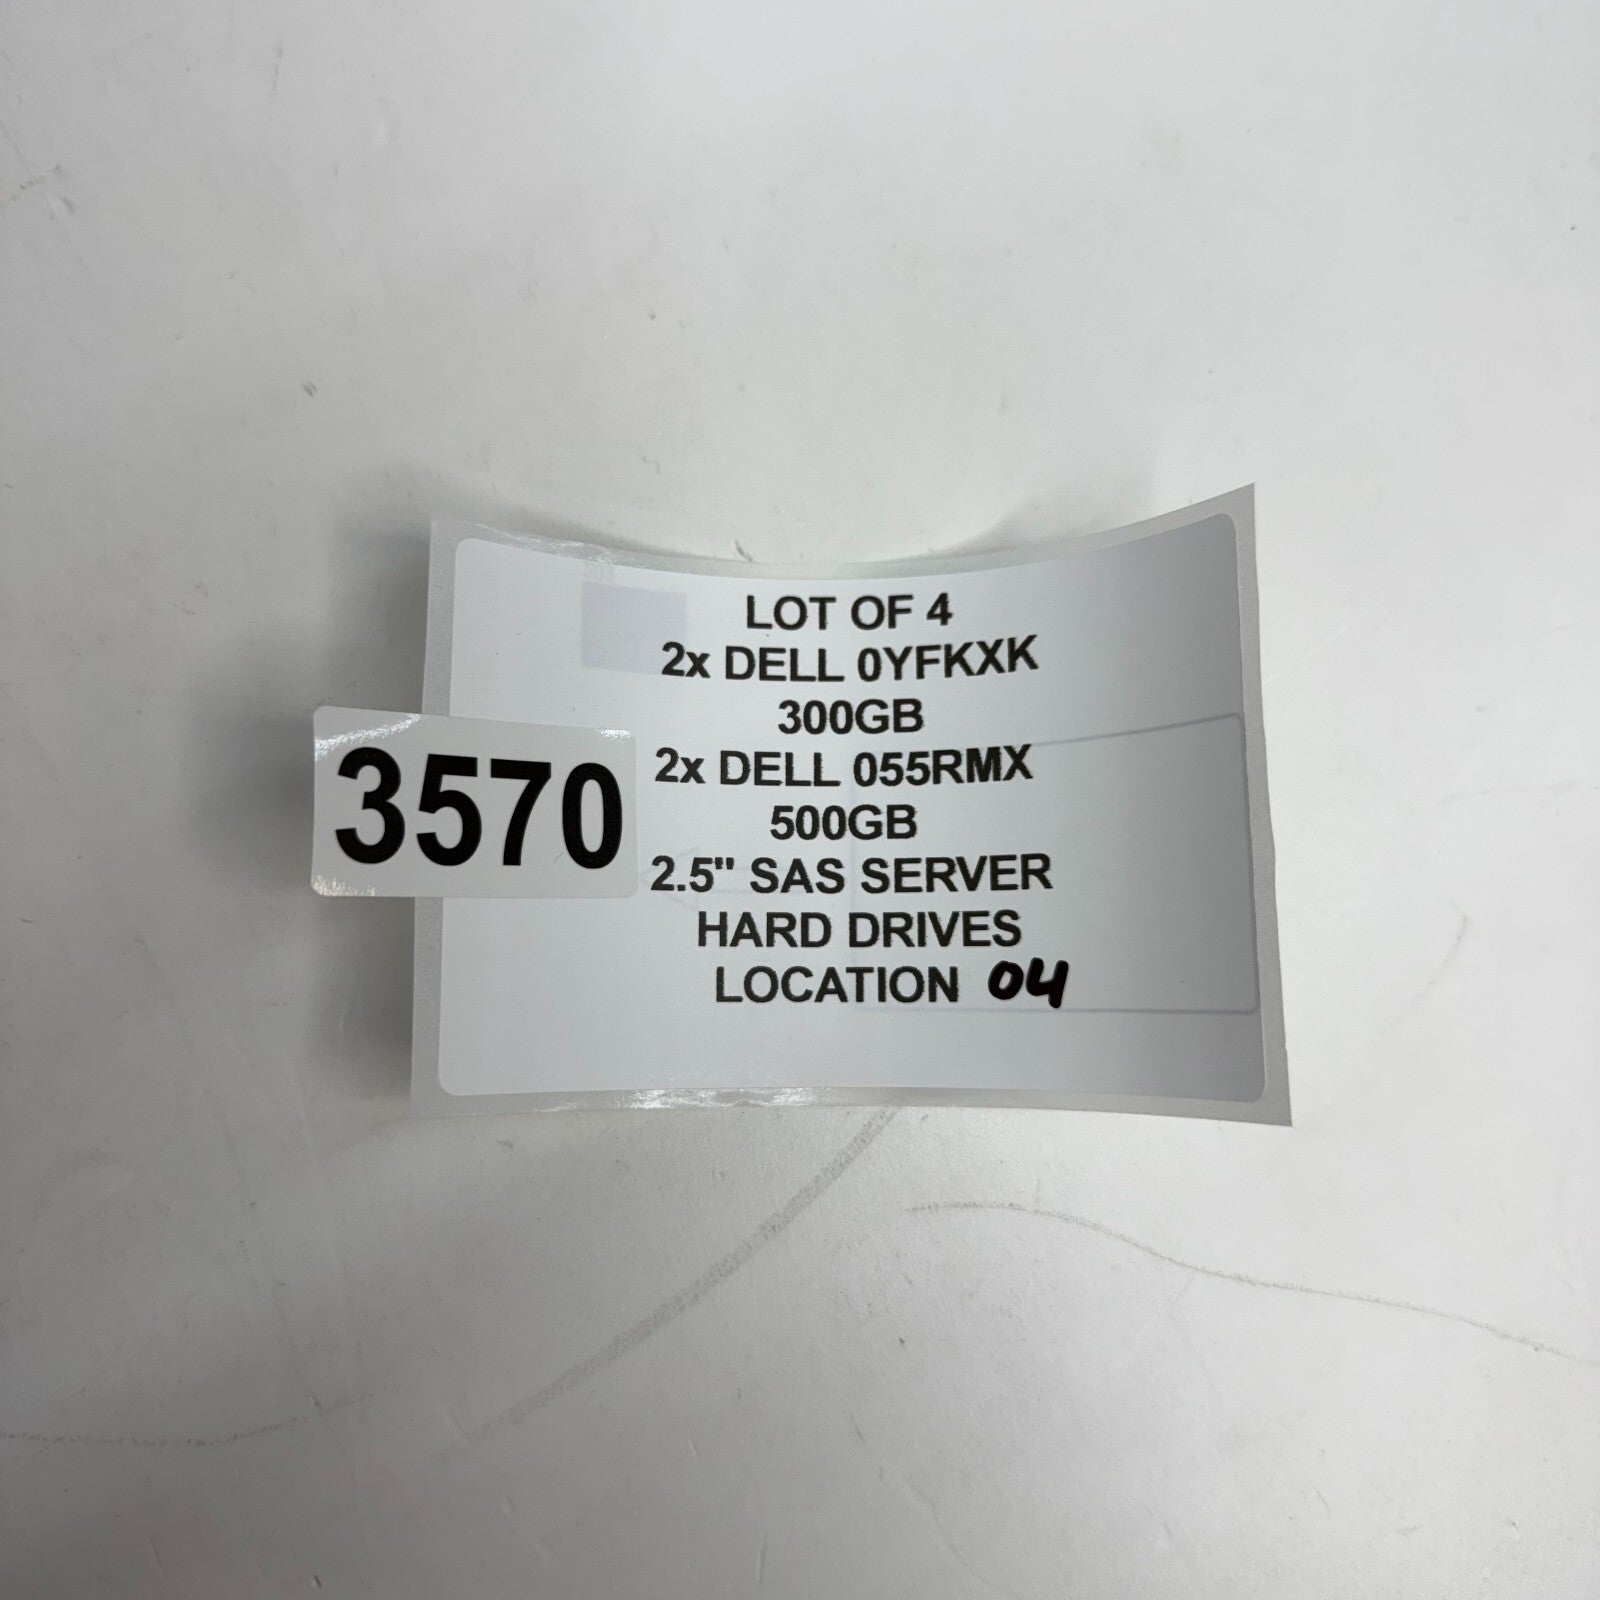 LOT OF 4
2x DELL 0YFKXK
300GB
2x DELL 055RMX
500GB
2.5" SAS SERVER
HARD DRIVES
LOCATION 04
3570